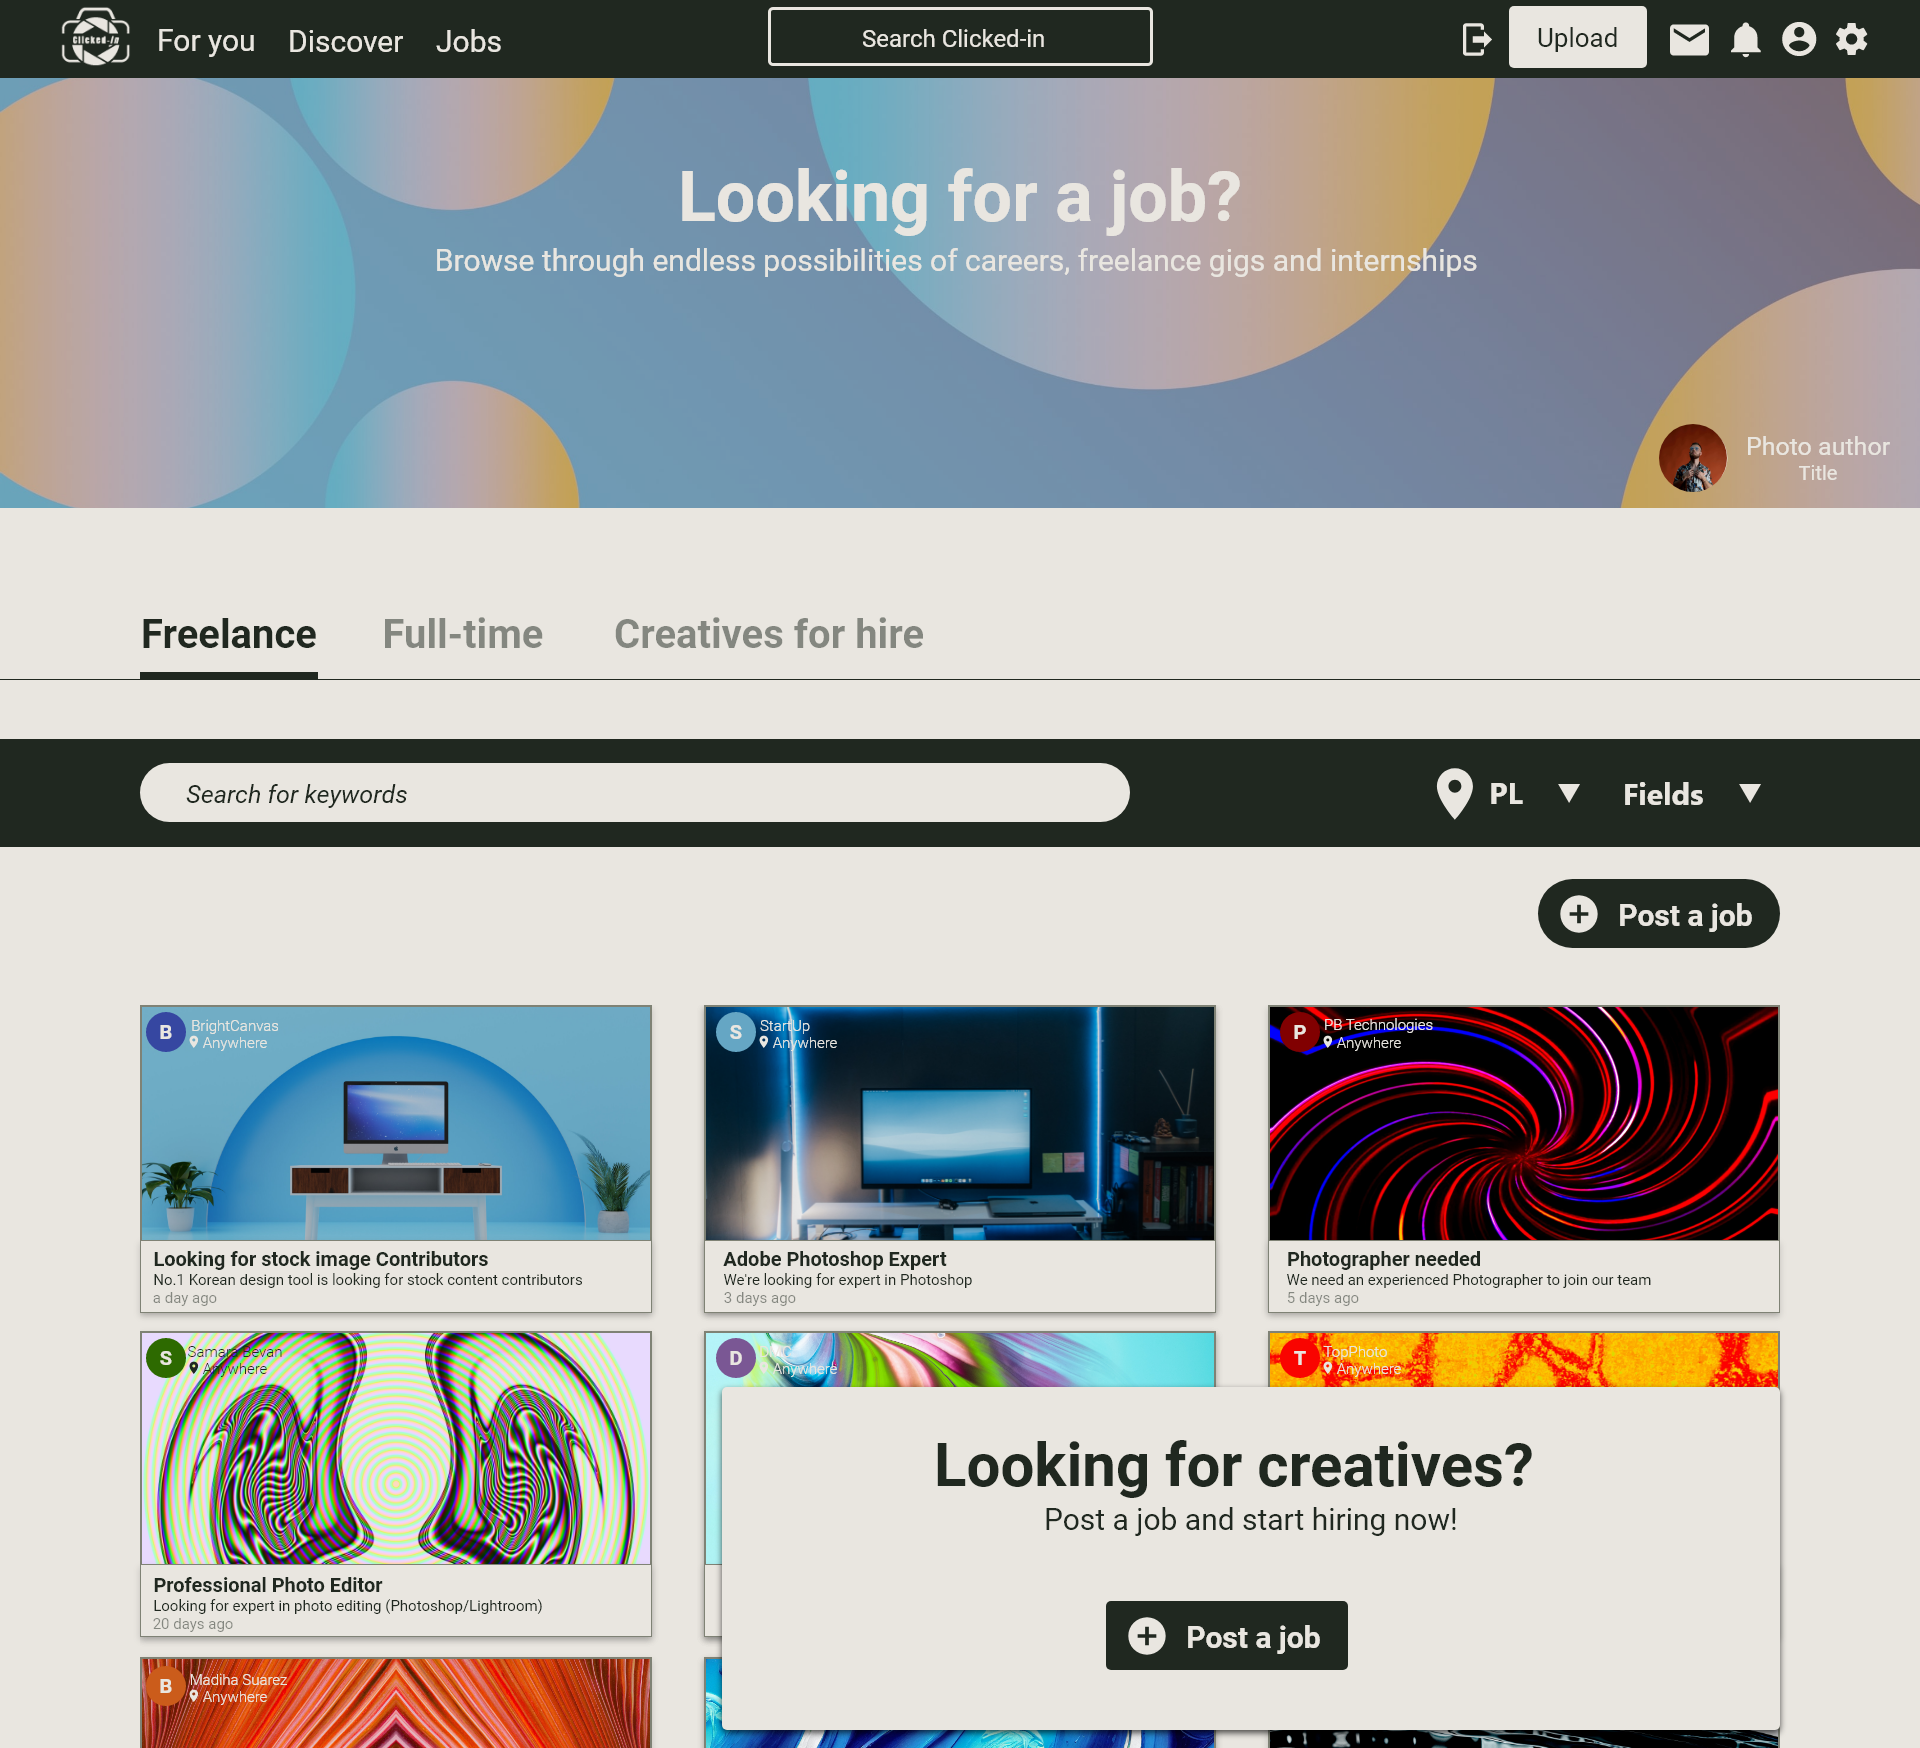 Clicked-in
For you
Discover
Jobs
Search Clicked-in
Upload
Looking for a job?
Browse through endless possibilities of careers, freelance gigs and internships
Photo author
Title
Freelance
Full-time
Creatives for hire
Search for keywords
PL
Fields
Post a job
B
BrightCanvas
Anywhere
S
StartUp
Anywhere
P
PB Technologies
Anywhere
Looking for stock image Contributors
No.1 Korean design tool is looking for stock content contributors
a day ago
Adobe Photoshop Expert
We're looking for expert in Photoshop
3 days ago
Photographer needed
We need an experienced Photographer to join our team
5 days ago
S
Samara Bevan
Anywhere
D
Anywhere
T
TopPhoto
Anywhere
Looking for creatives?
Post a job and start hiring now!
Post a job
Professional Photo Editor
Looking for expert in photo editing (Photoshop/Lightroom)
20 days ago
B
Madiha Suarez
Anywhere